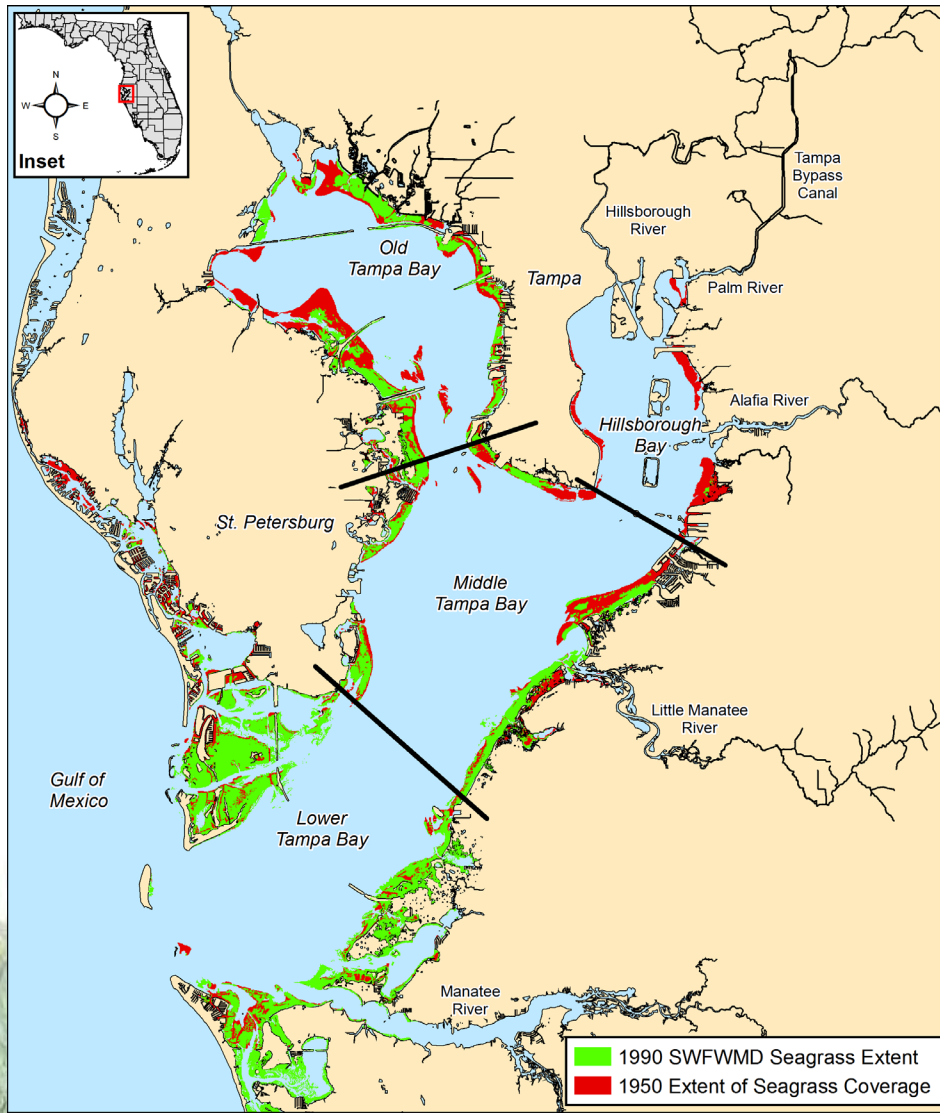 N
W
E
S
Inset
Tampa
Bypass
Canal
Hillsborough
River
Old
Tampa Bay
Tampa
Palm River
Alafia River
Hillsborough
Bay
St. Petersburg
Middle
Tampa Bay
Little Manatee
River
Gulf of
Mexico
Lower
Tampa Bay
Manatee
River
1990 SWFWMD Seagrass Extent
1950 Extent of Seagrass Coverage